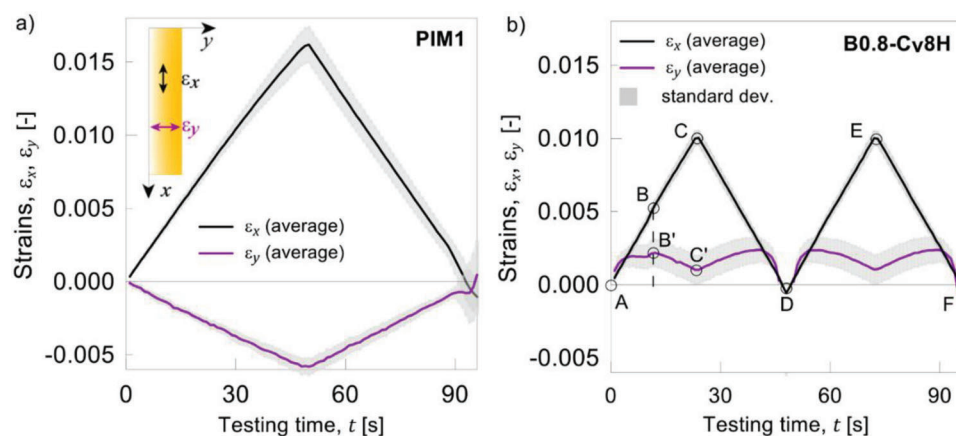 a)
PIM1
y
εx
εy
x
εx (average)
εy (average)
Strains, εx, εy [-]
0.015
0.010
0.005
0.000
-0.005
0
30
60
90
Testing time, t [s]
b)
B0.8-Cv8H
εx (average)
εy (average)
standard dev.
Strains, εx, εy [-]
0.015
0.010
0.005
0.000
-0.005
A
B
B'
C
C'
D
E
F
0
30
60
90
Testing time, t [s]